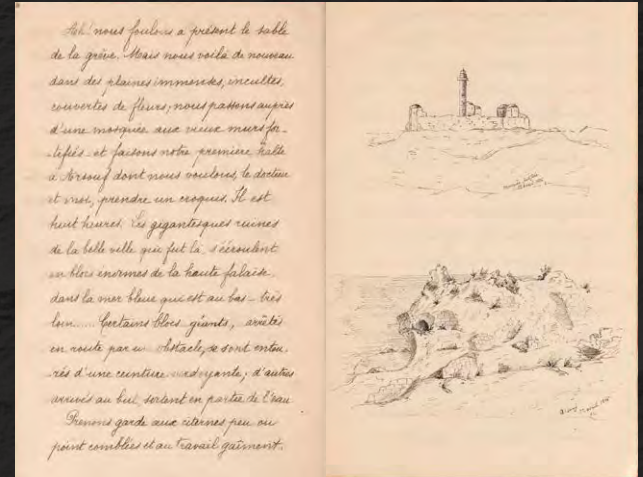 Ah! nous foulons à présent le sable
de la grève. Mais nous voilà de nouveau
dans des plaines immenses, incultes,
couvertes de fleurs; nous passons auprès
d'une mosquée aux vieux murs for-
tifiés et faisons notre première halte
à Arsouf dont nous voulons, le docteur
et moi, prendre un croquis. Il est
huit heures. Les gigantesques ruines
de la belle ville qui fut là, s'écroulent
en blocs énormes de la haute falaise,
dans la mer bleue qui est au bas – très
loin.... Certains blocs géants, arrêtés
en route par un obstacle, se sont entou-
rés d'une ceinture verdoyante; d'autres
arrivés au but, sortent en partie de l'eau
Prenons garde aux citernes peu ou
point comblées et au travail gaîment.